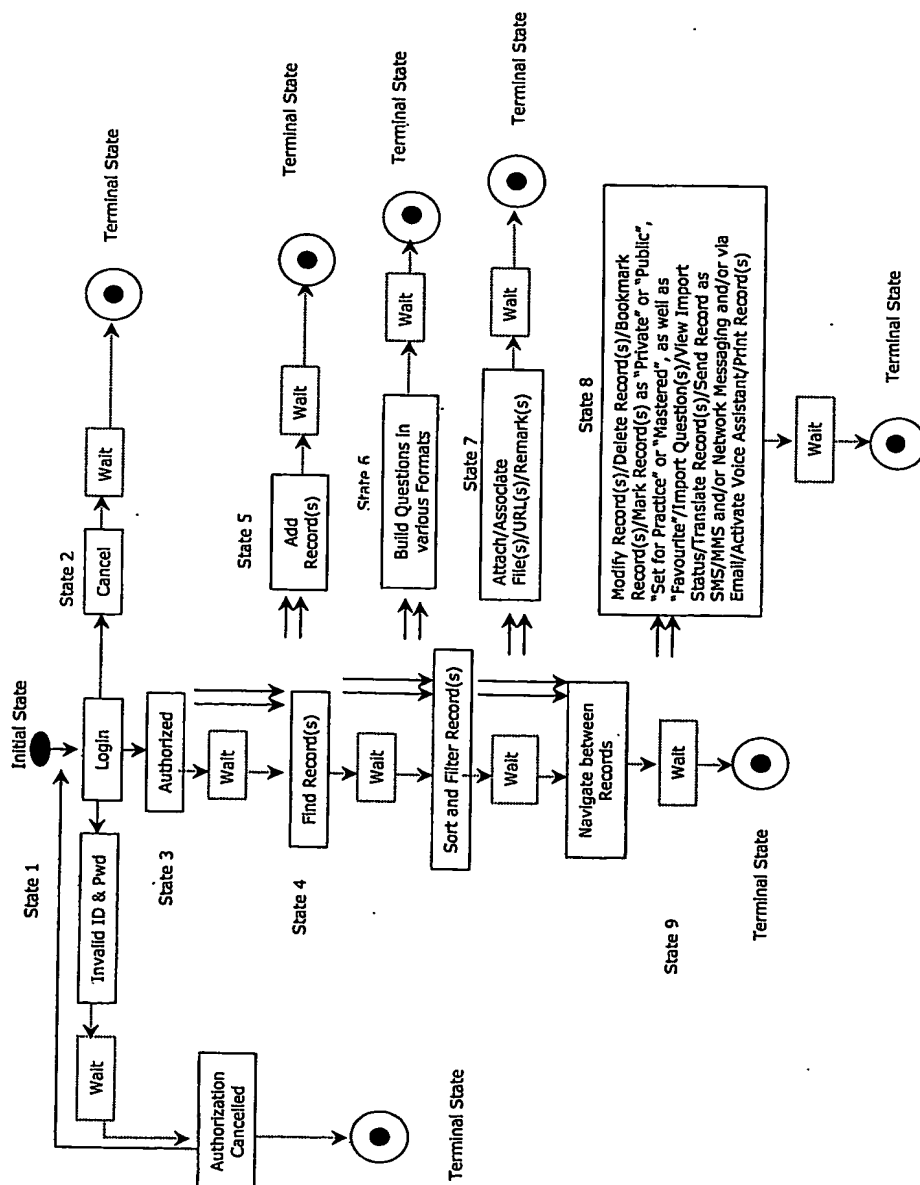 Initial State
State 1
LogIn
State 2
Cancel
Wait
Terminal State
Invalid ID & Pwd
Wait
Authorization
Cancelled
Terminal State
State 3
Authorized
Wait
State 4
Find Record(s)
Wait
Sort and Filter Record(s)
Wait
Navigate between
Records
State 9
Wait
Terminal State
State 5
Add
Record(s)
Wait
Terminal State
State 6
Build Questions in
various Formats
Wait
Terminal State
State 7
Attach/Associate
File(s)/URL(s)/Remark(s)
Wait
Terminal State
State 8
Modify Record(s)/Delete Record(s)/Bookmark
Record(s)/Mark Record(s) as "Private" or "Public",
"Set for Practice" or "Mastered", as well as
"Favourite"/Import Question(s)/View Import
Status/Translate Record(s)/Send Record as
SMS/MMS and/or Network Messaging and/or via
Email/Activate Voice Assistant/Print Record(s)
Wait
Terminal State